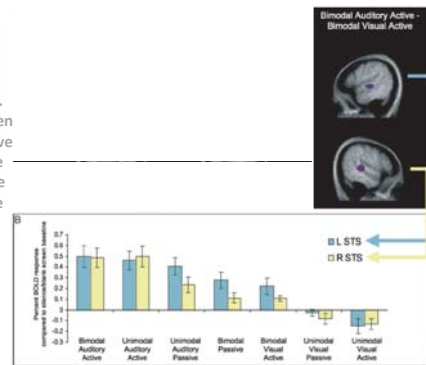 Bimodal Auditory Active -
Bimodal Visual Active
B
Percent BOLD response
compared to silence/blank screen baseline
0.7
0.6
0.5
0.4
0.3
0.2
0.1
0
-0.1
-0.2
-0.3
L STS
R STS
Bimodal
Auditory
Active
Unimodal
Auditory
Active
Unimodal
Auditory
Passive
Bimodal
Passive
Bimodal
Visual
Active
Unimodal
Visual
Passive
Unimodal
Visual
Active